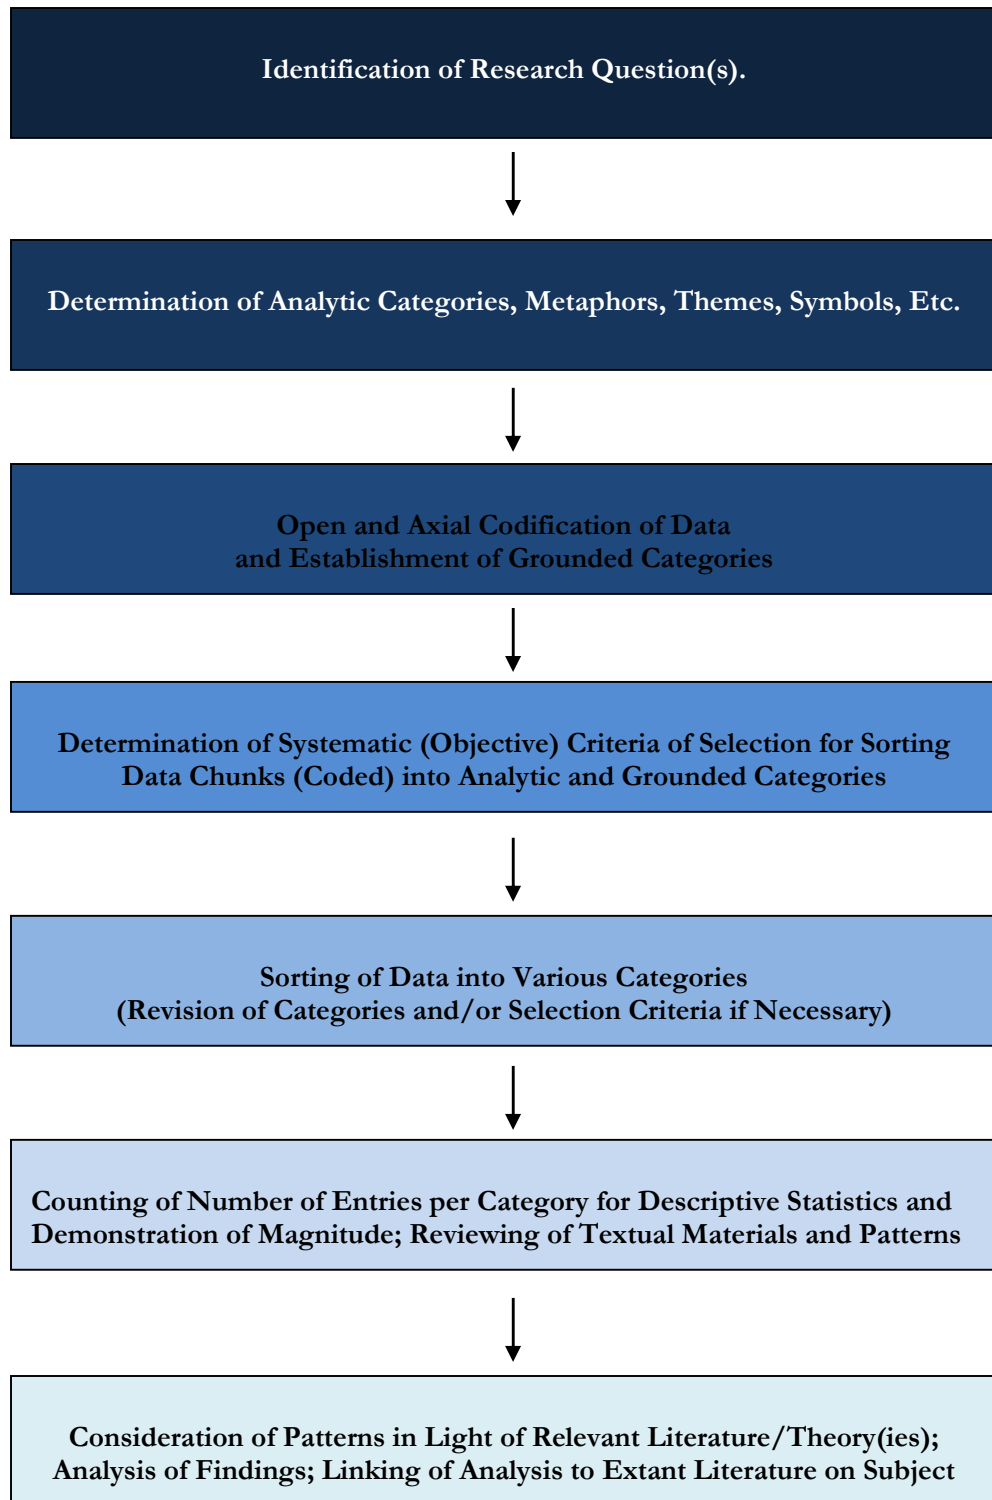 Identification of Research Question(s).
Determination of Analytic Categories, Metaphors, Themes, Symbols, Etc.
Open and Axial Codification of Data
and Establishment of Grounded Categories
Determination of Systematic (Objective) Criteria of Selection for Sorting
Data Chunks (Coded) into Analytic and Grounded Categories
Sorting of Data into Various Categories
(Revision of Categories and/or Selection Criteria if Necessary)
Counting of Number of Entries per Category for Descriptive Statistics and
Demonstration of Magnitude; Reviewing of Textual Materials and Patterns
Consideration of Patterns in Light of Relevant Literature/Theory(ies);
Analysis of Findings; Linking of Analysis to Extant Literature on Subject